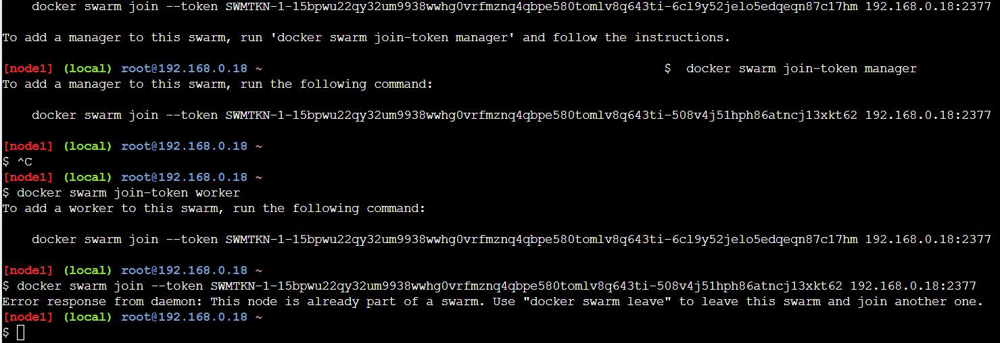 docker swarm join --token SWMTKN-1-15bpwu22qy32um9938wwhg0vrfmznq4qbpe580tomlv8q643ti-6cl9y52jelo5edqeqn87c17hm 192.168.0.18:2377
To add a manager to this swarm, run 'docker swarm join-token manager' and follow the instructions.
[node1] (local) root@192.168.0.18 ~ $ docker swarm join-token manager
To add a manager to this swarm, run the following command:
docker swarm join --token SWMTKN-1-15bpwu22qy32um9938wwhg0vrfmznq4qbpe580tomlv8q643ti-508v4j51hph86atncj13xkt62 192.168.0.18:2377
[node1] (local) root@192.168.0.18 ~
$ ^C
[node1] (local) root@192.168.0.18 ~
$ docker swarm join-token worker
To add a worker to this swarm, run the following command:
docker swarm join --token SWMTKN-1-15bpwu22qy32um9938wwhg0vrfmznq4qbpe580tomlv8q643ti-6cl9y52jelo5edqeqn87c17hm 192.168.0.18:2377
[node1] (local) root@192.168.0.18 ~
$ docker swarm join --token SWMTKN-1-15bpwu22qy32um9938wwhg0vrfmznq4qbpe580tomlv8q643ti-508v4j51hph86atncj13xkt62 192.168.0.18:2377
Error response from daemon: This node is already part of a swarm. Use "docker swarm leave" to leave this swarm and join another one.
[node1] (local) root@192.168.0.18 ~
$